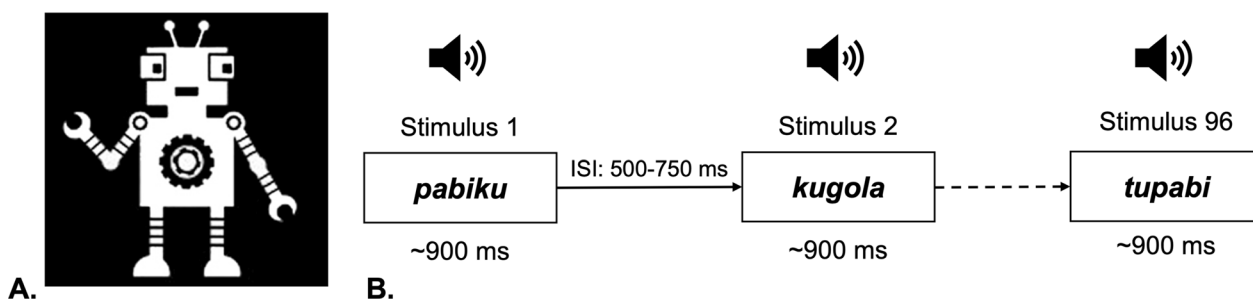 Stimulus 1
Stimulus 2
Stimulus 96
pabiku
ISI: 500-750 ms
kugola
tupabi
~900 ms
~900 ms
~900 ms
A.
B.